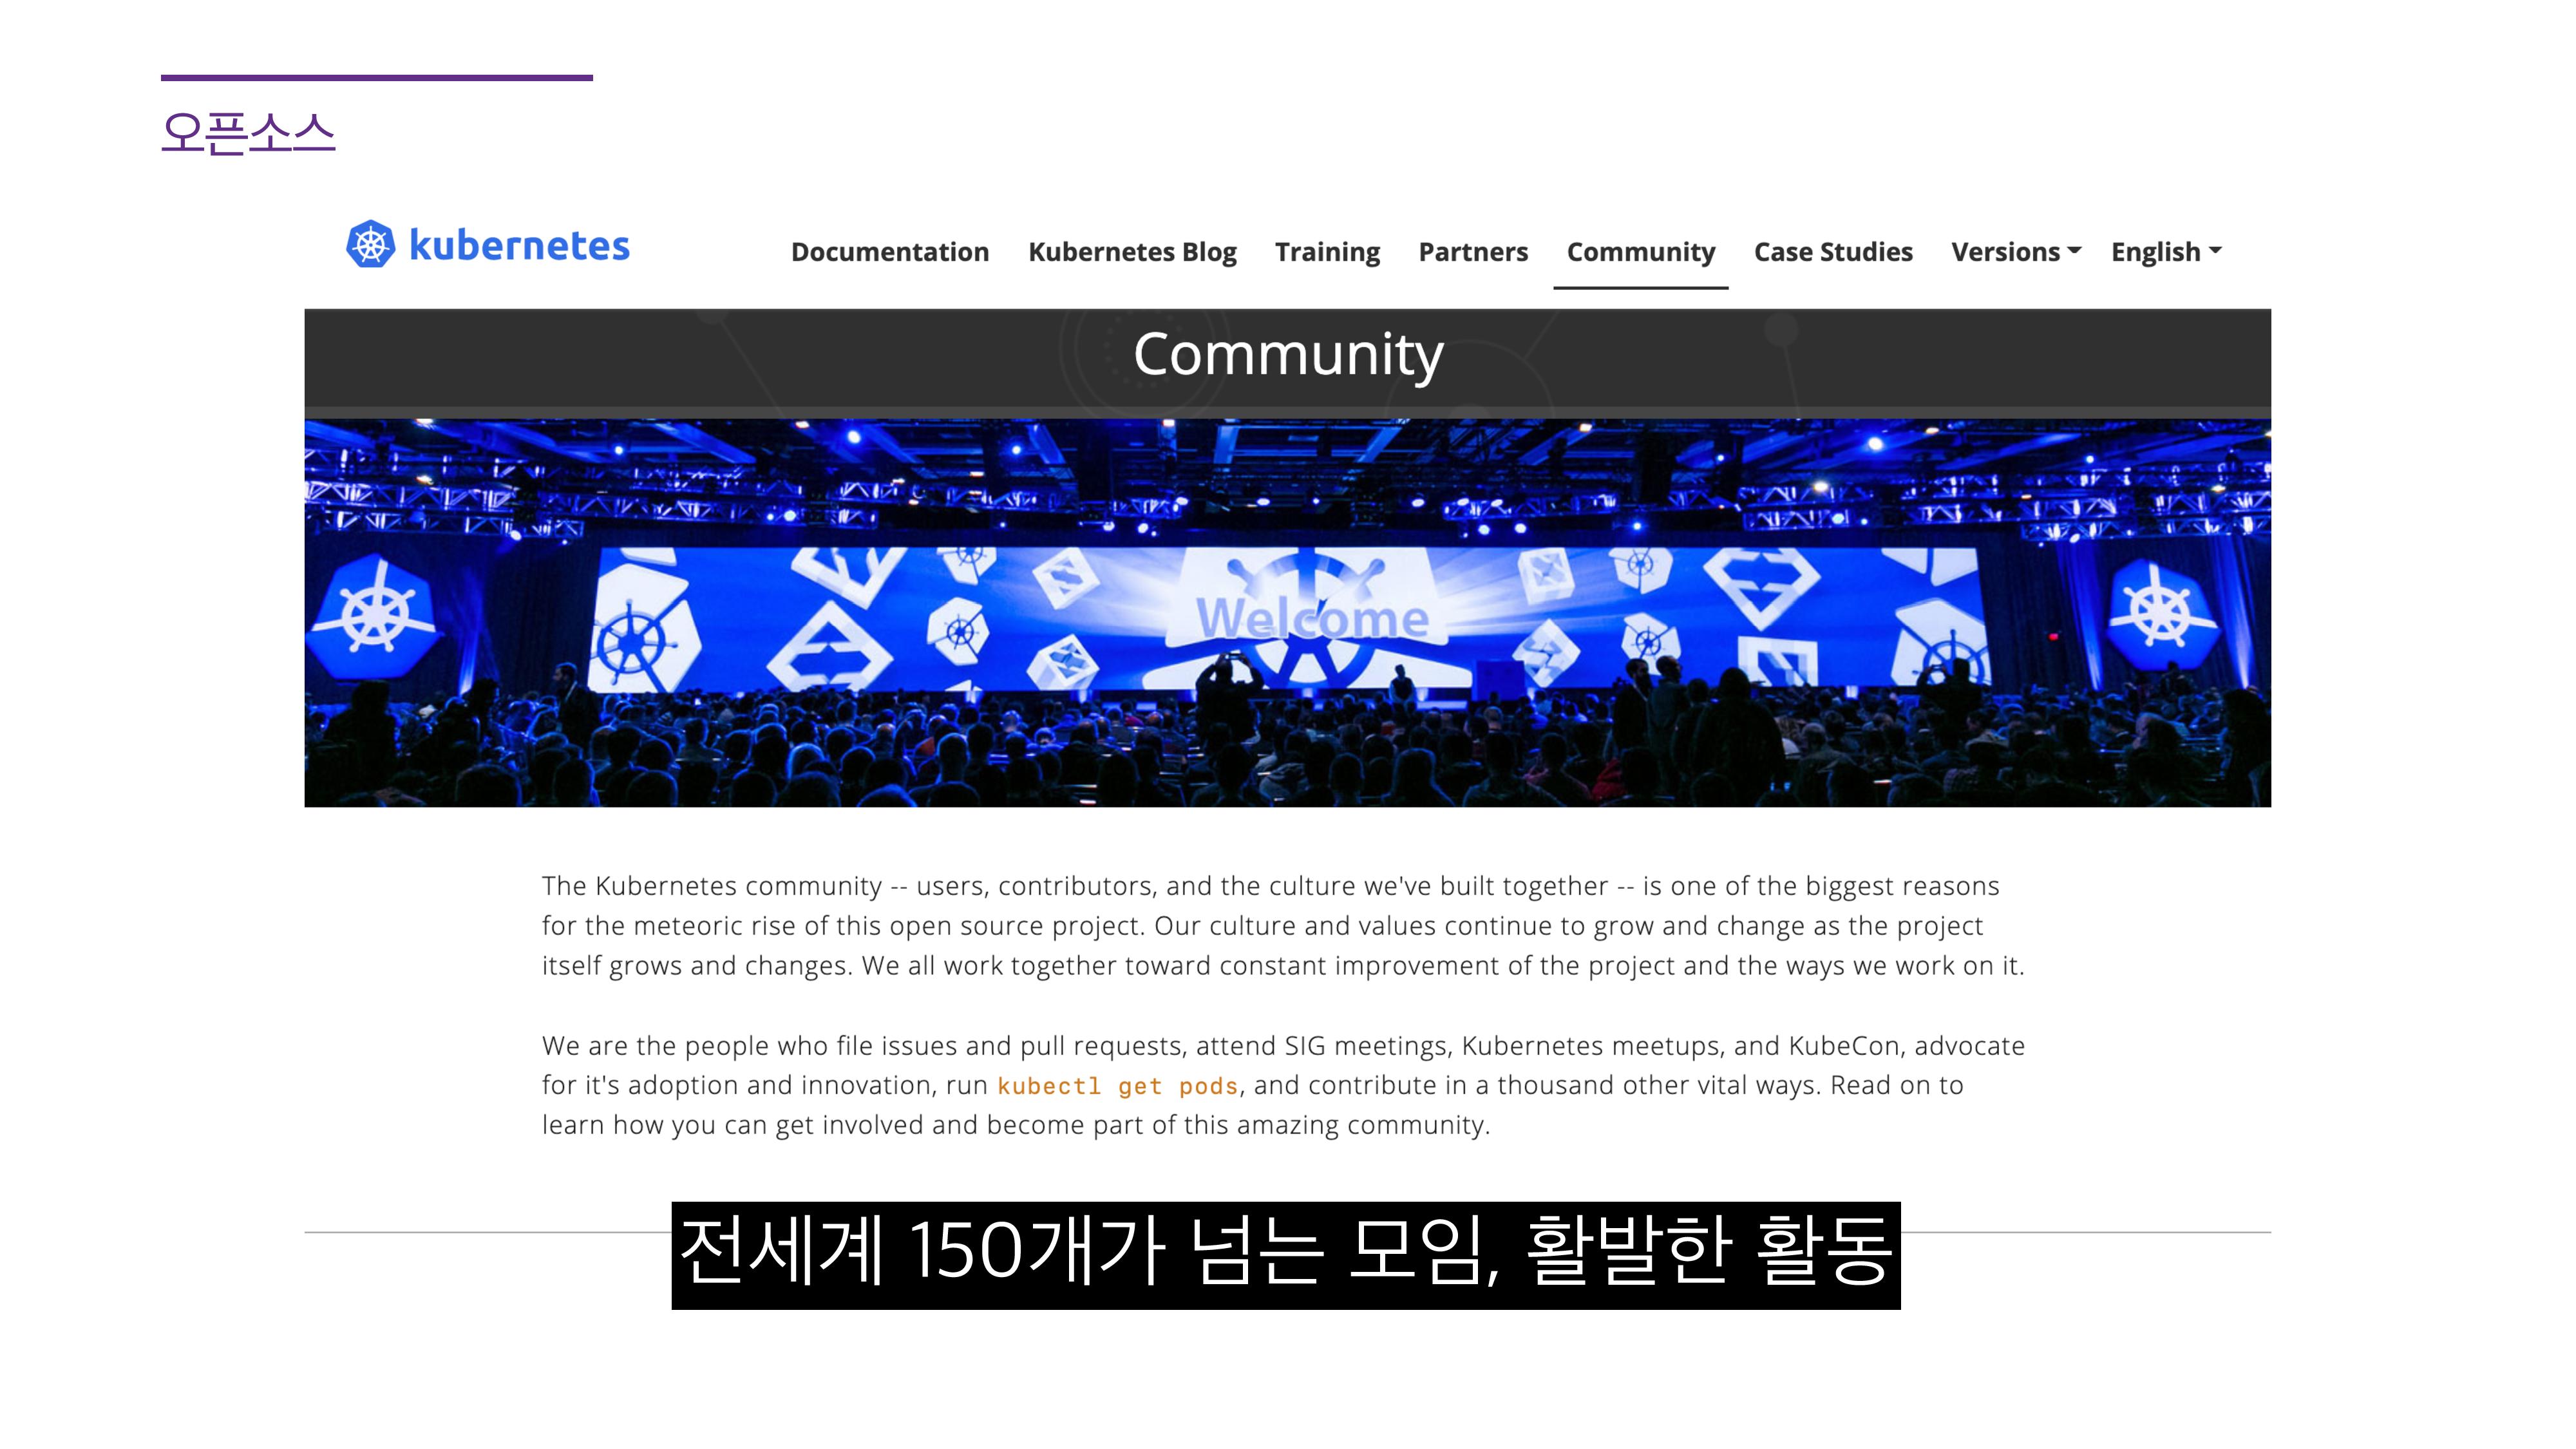 오픈소스
kubernetes
Documentation Kubernetes Blog Training Partners Community Case Studies Versions English
Community
Welcome
The Kubernetes community -- users, contributors, and the culture we've built together -- is one of the biggest reasons
for the meteoric rise of this open source project. Our culture and values continue to grow and change as the project
itself grows and changes. We all work together toward constant improvement of the project and the ways we work on it.
We are the people who file issues and pull requests, attend SIG meetings, Kubernetes meetups, and KubeCon, advocate
for it's adoption and innovation, run kubectl get pods, and contribute in a thousand other vital ways. Read on to
learn how you can get involved and become part of this amazing community.
전세계 150개가 넘는 모임, 활발한 활동